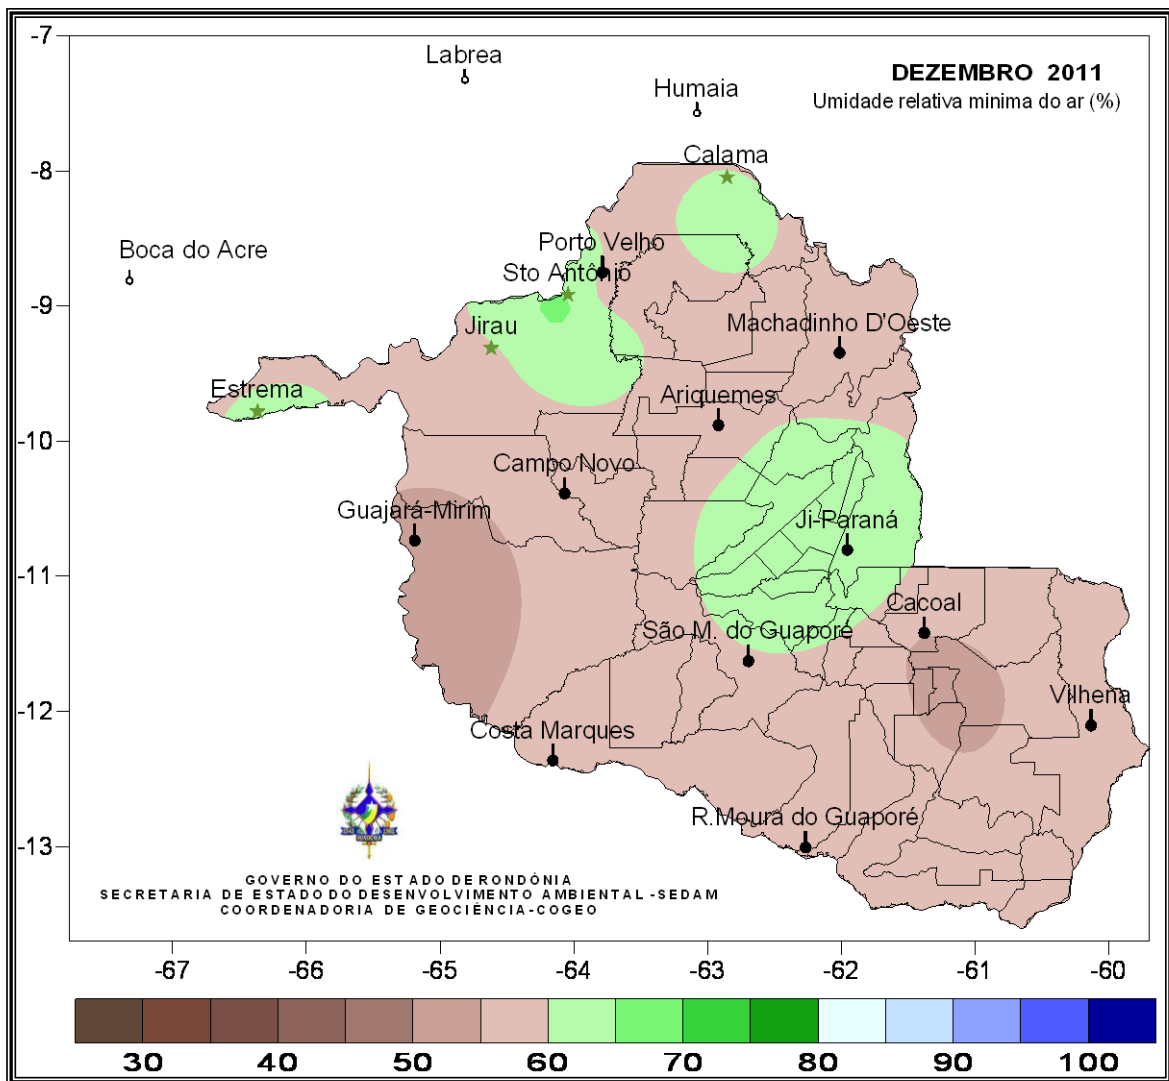 DEZEMBRO 2011
Umidade relativa minima do ar (%)
-7
-8
-9
-10
-11
-12
-13
Labrea
Humaia
Calama
Boca do Acre
Porto Velho
Sto Antônio
Jirau
Machadinho D'Oeste
Estrema
Ariquemes
Campo Novo
Guajará-Mirim
Ji-Paraná
Cacoal
São M. do Guaporé
Vilhena
Costa Marques
R.Moura do Guaporé
GOVERNO DO ESTADO DE RONDÔNIA
SECRETARIA DE ESTADO DO DESENVOLVIMENTO AMBIENTAL -SEDAM
COORDENADORIA DE GEOCIÊNCIA-COGEO
-67 -66 -65 -64 -63 -62 -61 -60
30 40 50 60 70 80 90 100